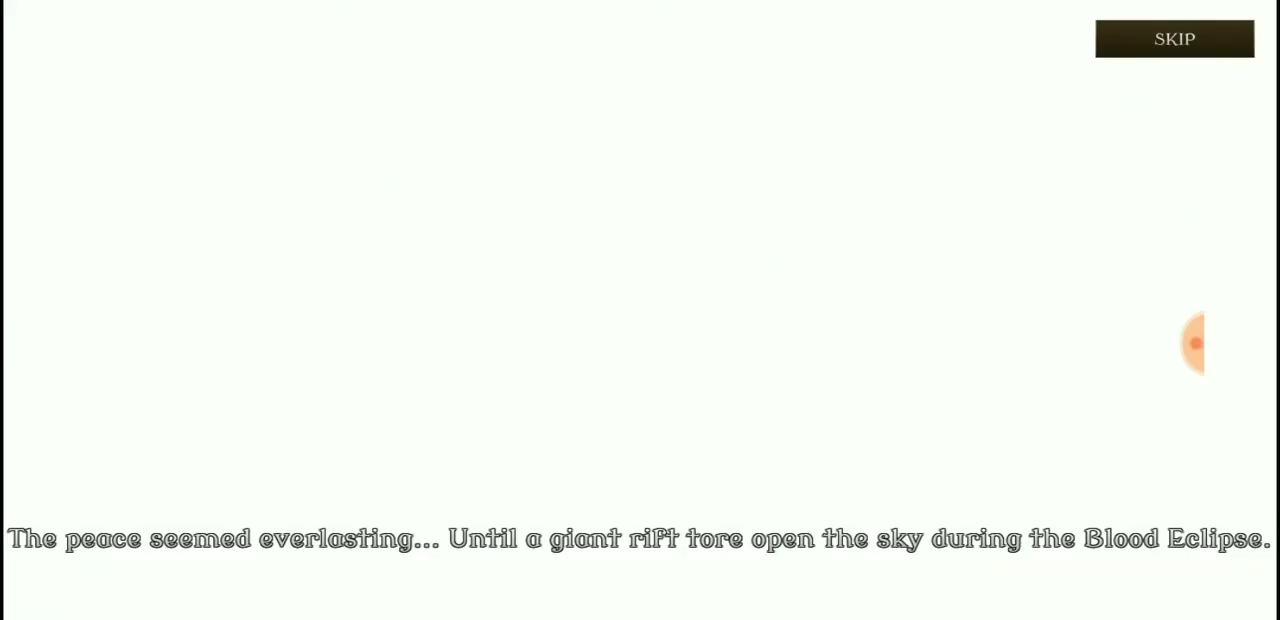 SKIP
The peace seemed everlasting... Until a giant rift tore open the sky during the Blood Eclipse.